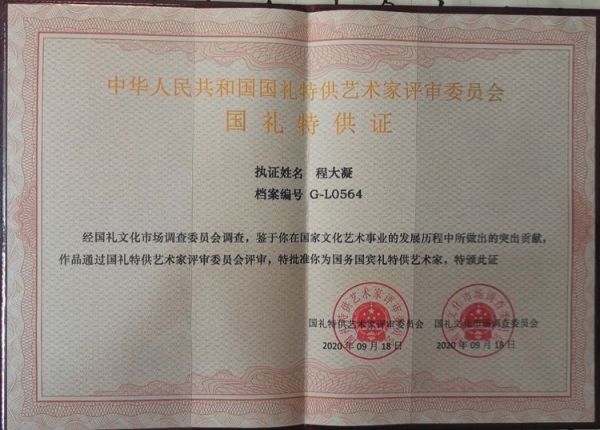 中华人民共和国国礼特供艺术家评审委员会
国礼特供证
执证姓名 程大凝
档案编号 G-L0564
经国礼文化市场调查委员会调查，鉴于你在国家文化艺术事业的发展历程中所做出的突出贡献，
作品通过国礼特供艺术家评审委员会评审，特批准你为国务国宾礼特供艺术家，特颁此证
国礼特供艺术家评审委员会
2020年09月18日
国礼文化市场调查委员会
2020年09月18日